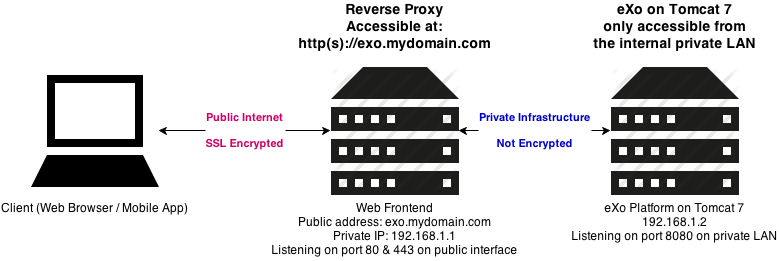 Reverse Proxy
Accessible at:
http(s)://exo.mydomain.com
eXo on Tomcat 7
only accessible from
the internal private LAN
Public Internet
SSL Encrypted
Private Infrastructure
Not Encrypted
Client (Web Browser / Mobile App)
Web Frontend
Public address: exo.mydomain.com
Private IP: 192.168.1.1
Listening on port 80 & 443 on public interface
eXo Platform on Tomcat 7
192.168.1.2
Listening on port 8080 on private LAN